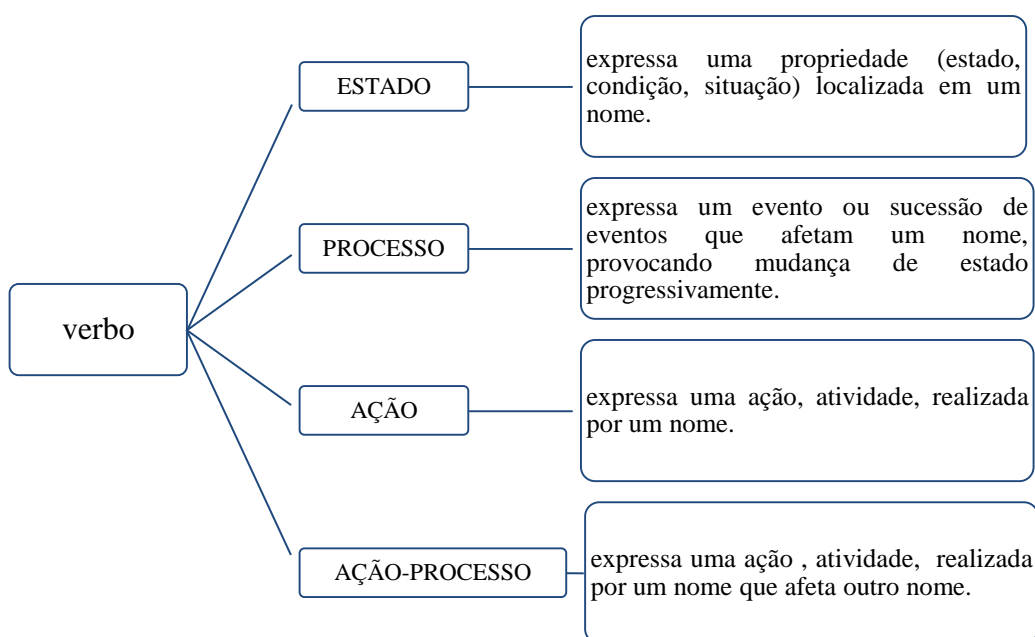 ESTADO
expressa uma propriedade (estado,
condição, situação) localizada em um
nome.
PROCESSO
expressa um evento ou sucessão de
eventos que afetam um nome,
provocando mudança de estado
progressivamente.
verbo
AÇÃO
expressa uma ação, atividade, realizada
por um nome.
AÇÃO-PROCESSO
expressa uma ação , atividade, realizada
por um nome que afeta outro nome.